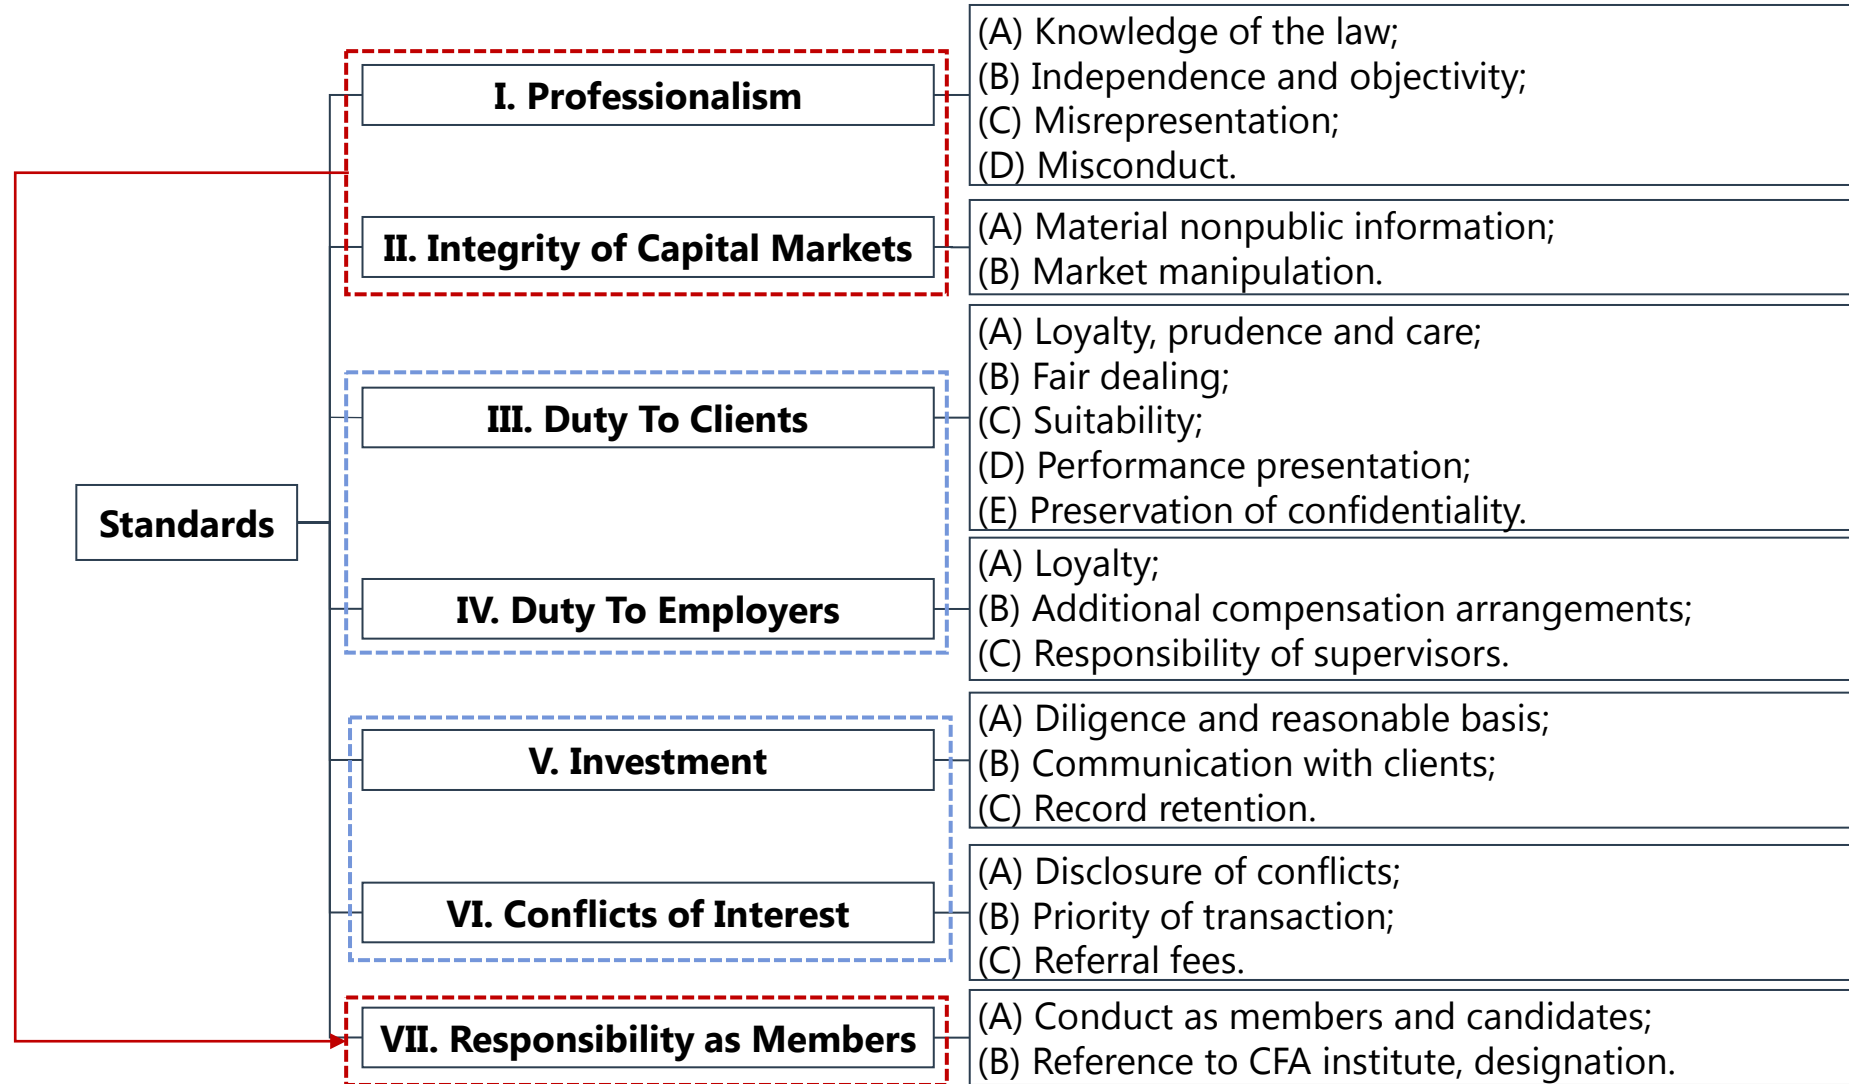 Standards
I. Professionalism
(A) Knowledge of the law;
(B) Independence and objectivity;
(C) Misrepresentation;
(D) Misconduct.
II. Integrity of Capital Markets
(A) Material nonpublic information;
(B) Market manipulation.
III. Duty To Clients
(A) Loyalty, prudence and care;
(B) Fair dealing;
(C) Suitability;
(D) Performance presentation;
(E) Preservation of confidentiality.
IV. Duty To Employers
(A) Loyalty;
(B) Additional compensation arrangements;
(C) Responsibility of supervisors.
V. Investment
(A) Diligence and reasonable basis;
(B) Communication with clients;
(C) Record retention.
VI. Conflicts of Interest
(A) Disclosure of conflicts;
(B) Priority of transaction;
(C) Referral fees.
VII. Responsibility as Members
(A) Conduct as members and candidates;
(B) Reference to CFA institute, designation.